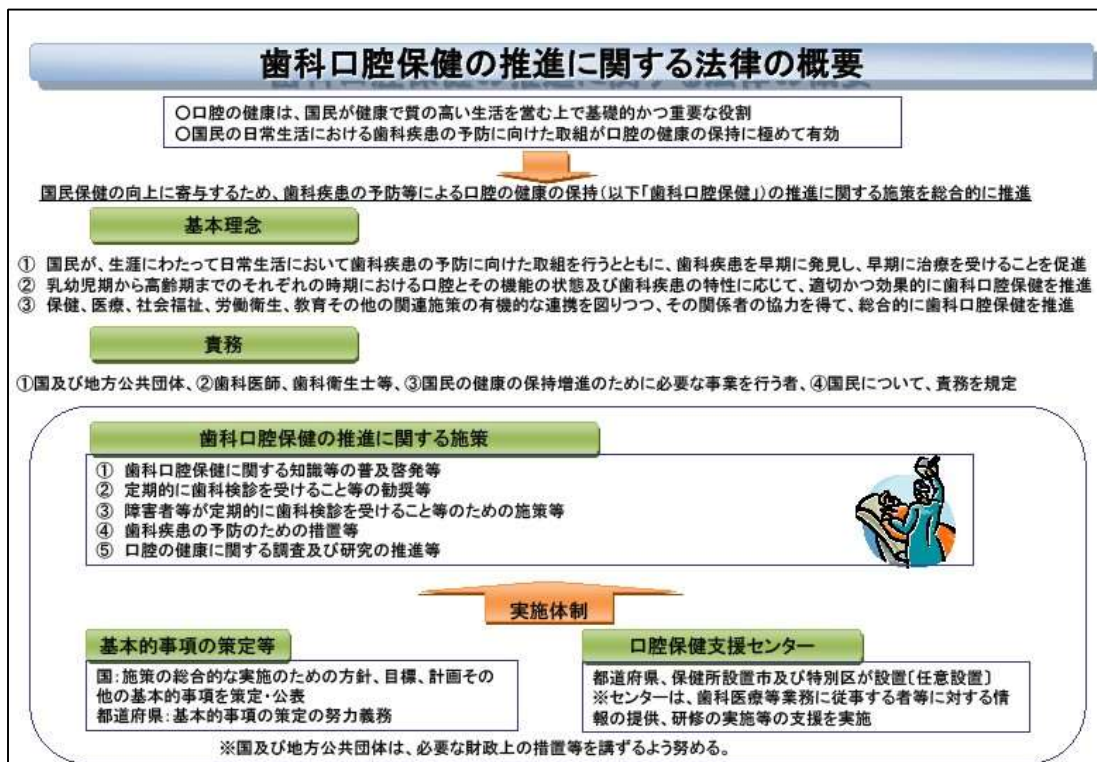 歯科口腔保健の推進に関する法律の概要
○口腔の健康は、国民が健康で質の高い生活を営む上で基礎的かつ重要な役割
○国民の日常生活における歯科疾患の予防に向けた取組が口腔の健康の保持に極めて有効
国民保健の向上に寄与するため、歯科疾患の予防等による口腔の健康の保持(以下「歯科口腔保健」)の推進に関する施策を総合的に推進
基本理念
① 国民が、生涯にわたって日常生活において歯科疾患の予防に向けた取組を行うとともに、歯科疾患を早期に発見し、早期に治療を受けることを促進
② 乳幼児期から高齢期までのそれぞれの時期における口腔とその機能の状態及び歯科疾患の特性に応じて、適切かつ効果的に歯科口腔保健を推進
③ 保健、医療、社会福祉、労働衛生、教育その他の関連施策の有機的な連携を図りつつ、その関係者の協力を得て、総合的に歯科口腔保健を推進
責務
①国及び地方公共団体、②歯科医師、歯科衛生士等、③国民の健康の保持増進のために必要な事業を行う者、④国民について、責務を規定
歯科口腔保健の推進に関する施策
① 歯科口腔保健に関する知識等の普及啓発等
② 定期的に歯科検診を受けること等の勧奨等
③ 障害者等が定期的に歯科検診を受けること等のための施策等
④ 歯科疾患の予防のための措置等
⑤ 口腔の健康に関する調査及び研究の推進等
実施体制
基本的事項の策定等
国:施策の総合的な実施のための方針、目標、計画その
他の基本的事項を策定・公表
都道府県:基本的事項の策定の努力義務
口腔保健支援センター
都道府県、保健所設置市及び特別区が設置〔任意設置〕
※センターは、歯科医療等業務に従事する者等に対する情
報の提供、研修の実施等の支援を実施
※国及び地方公共団体は、必要な財政上の措置等を講ずるよう努める。